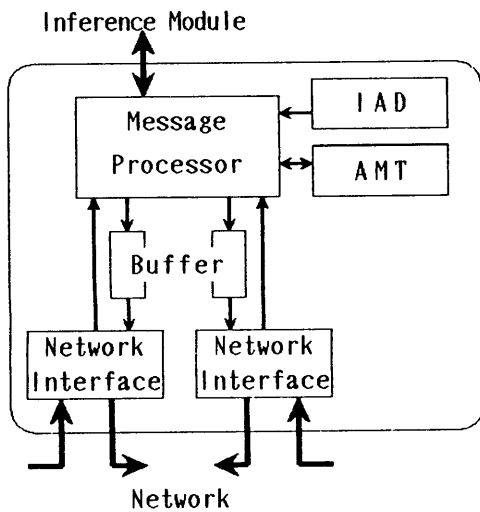 Inference Module
Message
Processor
IAD
AMT
Buffer
Network
Interface
Network
Interface
Network